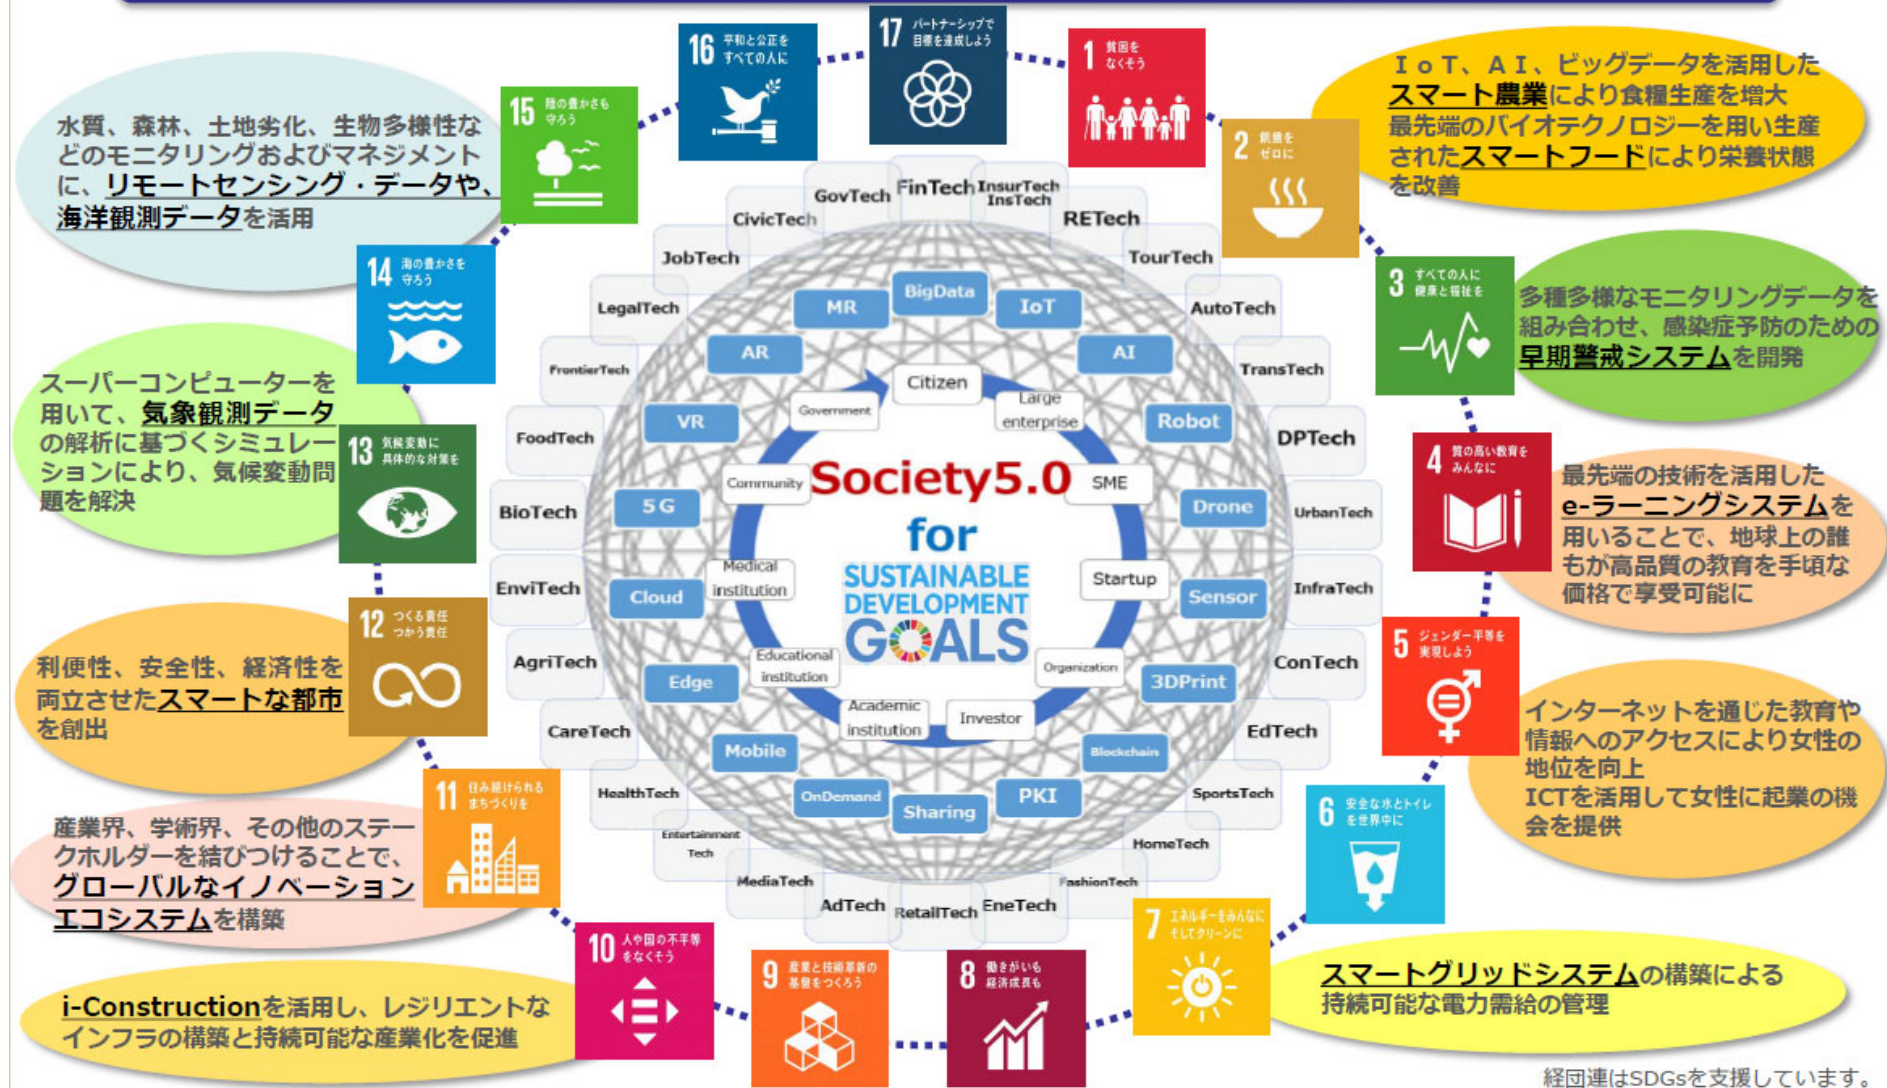 17 パートナーシップで
目標を達成しよう
1 貧困を
なくそう
2 飢餓を
ゼロに
IoT、AI、ビッグデータを活用した
スマート農業により食糧生産を増大
最先端のバイオテクノロジーを用い生産
されたスマートフードにより栄養状態
を改善
3 すべての人に
健康と福祉を
多種多様なモニタリングデータを
組み合わせ、感染症予防のための
早期警戒システムを開発
4 質の高い教育を
みんなに
最先端の技術を活用した
e-ラーニングシステムを
用いることで、地球上の誰
もが高品質の教育を手頃な
価格で享受可能に
5 ジェンダー平等を
実現しよう
インターネットを通じた教育や
情報へのアクセスにより女性の
地位を向上
ICTを活用して女性に起業の機
会を提供
6 安全な水とトイレ
を世界中に
7 エネルギーをみんなに
そしてクリーンに
スマートグリッドシステムの構築による
持続可能な電力需給の管理
8 働きがいも
経済成長も
9 産業と技術革新の
基盤をつくろう
10 人や国の不平等
をなくそう
i-Constructionを活用し、レジリエントな
インフラの構築と持続可能な産業化を促進
11 住み続けられる
まちづくりを
産業界、学術界、その他のステー
クホルダーを結びつけることで、
グローバルなイノベーション
エコシステムを構築
12 つくる責任
つかう責任
利便性、安全性、経済性を
両立させたスマートな都市
を創出
13 気候変動に
具体的な対策を
スーパーコンピューターを
用いて、気象観測データ
の解析に基づくシミュレー
ションにより、気候変動問
題を解決
14 海の豊かさを
守ろう
15 陸の豊かさも
守ろう
水質、森林、土地劣化、生物多様性な
どのモニタリングおよびマネジメント
に、リモートセンシング・データや、
海洋観測データを活用
16 平和と公正を
すべての人に
FinTech
InsurTech
InsTech
RETech
TourTech
AutoTech
TransTech
DPTech
UrbanTech
InfraTech
ConTech
EdTech
SportsTech
HomeTech
FashionTech
EneTech
RetailTech
AdTech
MediaTech
Entertainment
Tech
HealthTech
CareTech
AgriTech
EnviTech
BioTech
FoodTech
FrontierTech
LegalTech
JobTech
CivicTech
GovTech
BigData
IoT
AI
Robot
Drone
Sensor
3DPrint
Blockchain
PKI
Sharing
OnDemand
Mobile
Edge
Cloud
5G
VR
AR
MR
Citizen
Large
enterprise
SME
Startup
Organization
Investor
Academic
institution
Educational
institution
Medical
institution
Community
Government
Society5.0
for
SUSTAINABLE
DEVELOPMENT
GOALS
経団連はSDGsを支援しています。